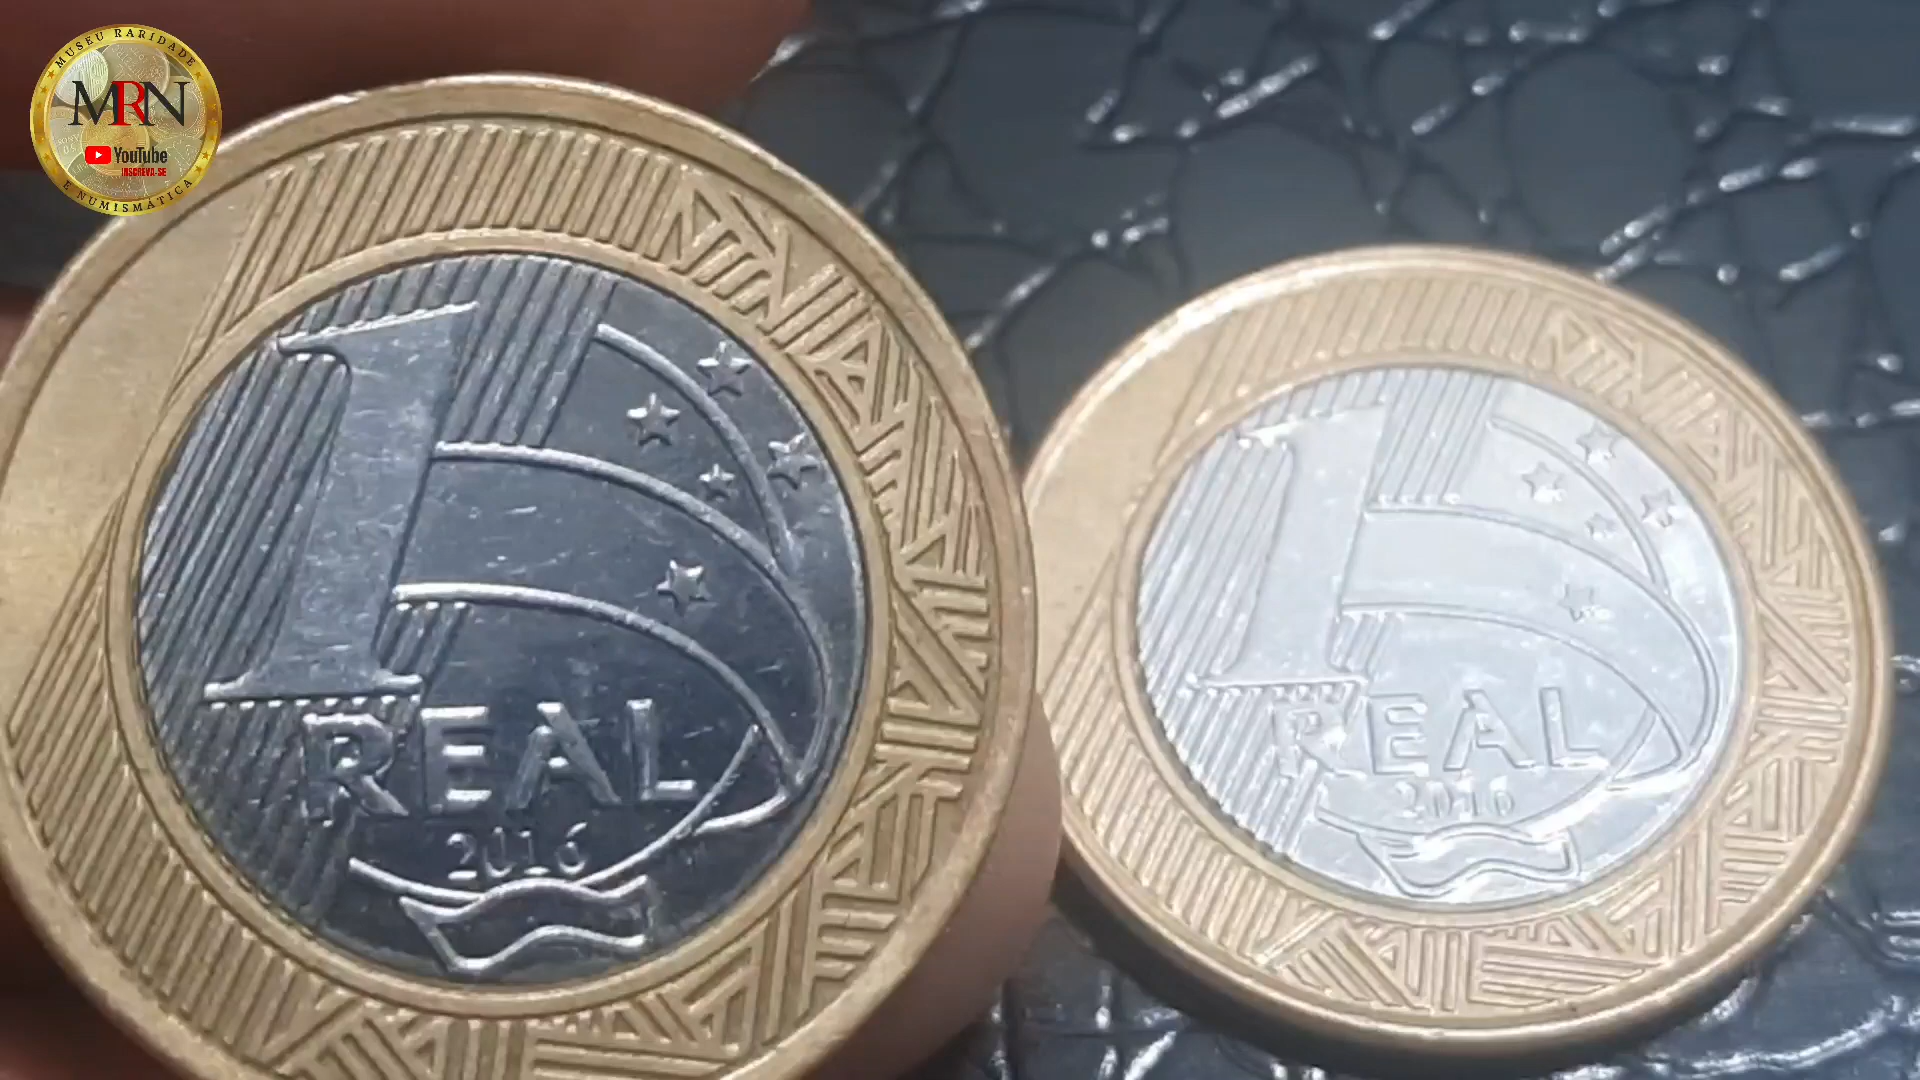 MUSEU RARIDADE
MRN
YouTube
INSCREVA-SE
E NUMISMÁTICA
1
REAL
2016
1
REAL
2016